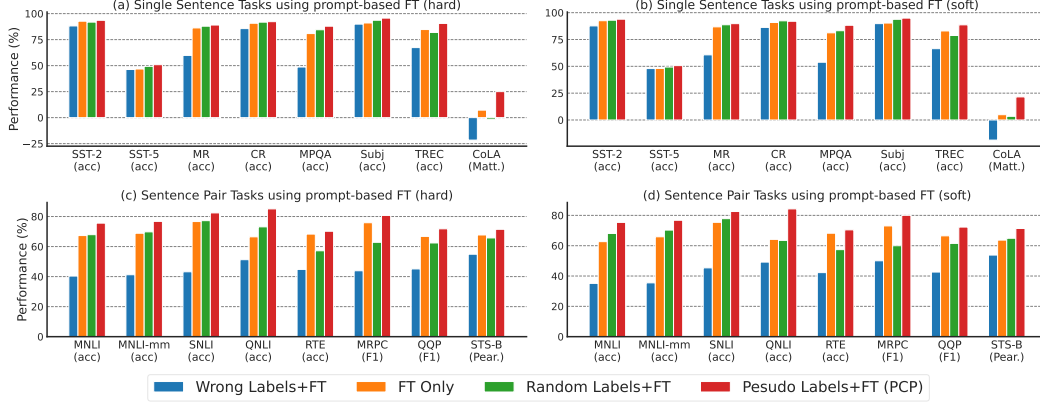 (a) Single Sentence Tasks using prompt-based FT (hard)
Performance (%)
100
75
50
25
0
−25
SST-2 (acc)
SST-5 (acc)
MR (acc)
CR (acc)
MPQA (acc)
Subj (acc)
TREC (acc)
CoLA (Matt.)
(b) Single Sentence Tasks using prompt-based FT (soft)
100
75
50
25
0
SST-2 (acc)
SST-5 (acc)
MR (acc)
CR (acc)
MPQA (acc)
Subj (acc)
TREC (acc)
CoLA (Matt.)
(c) Sentence Pair Tasks using prompt-based FT (hard)
Performance (%)
80
60
40
20
0
MNLI (acc)
MNLI-mm (acc)
SNLI (acc)
QNLI (acc)
RTE (acc)
MRPC (F1)
QQP (F1)
STS-B (Pear.)
(d) Sentence Pair Tasks using prompt-based FT (soft)
80
60
40
20
0
MNLI (acc)
MNLI-mm (acc)
SNLI (acc)
QNLI (acc)
RTE (acc)
MRPC (F1)
QQP (F1)
STS-B (Pear.)
Wrong Labels+FT
FT Only
Random Labels+FT
Pesudo Labels+FT (PCP)